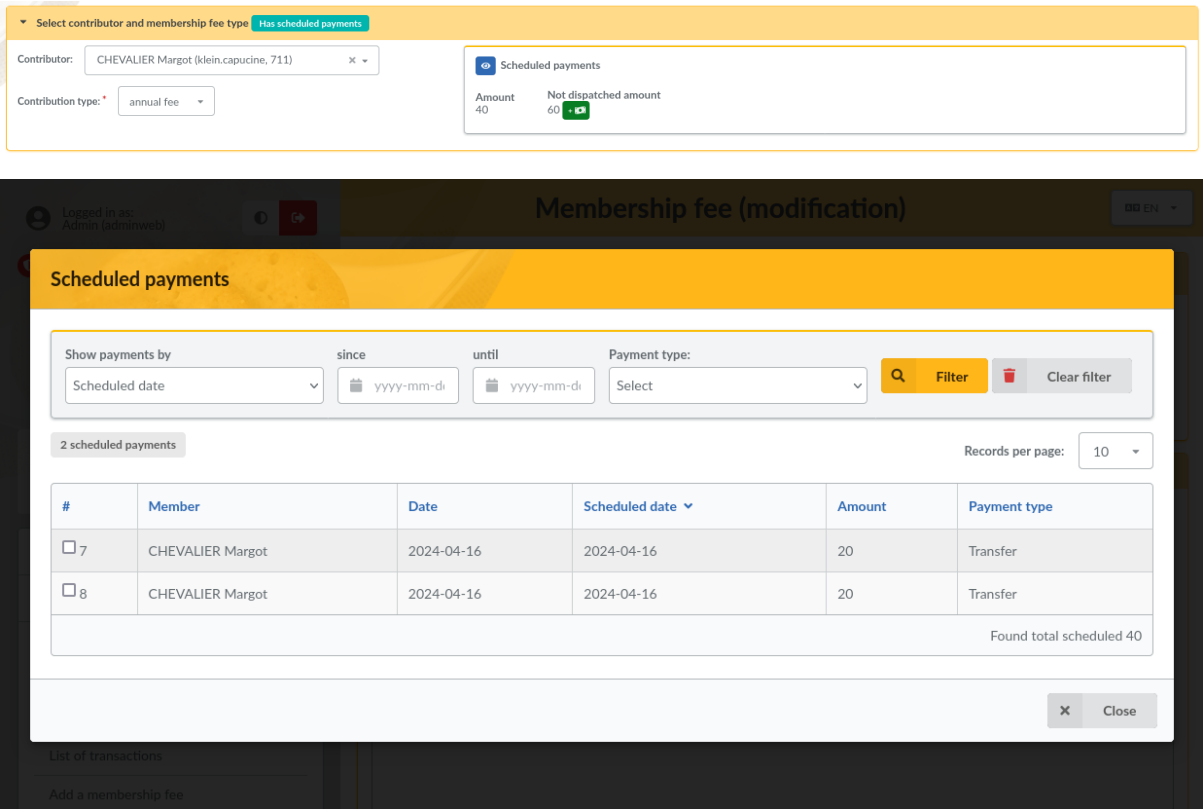 Select contributor and membership fee type Has scheduled payments
Contributor: CHEVALIER Margot (klein.capucine, 711)
Contribution type:* annual fee
Scheduled payments
Amount Not dispatched amount
40 60
Logged in as:
Admin (adminweb)
Membership fee (modification)
EN
Scheduled payments
Show payments by since until Payment type:
Scheduled date yyyy-mm-d yyyy-mm-d Select Filter Clear filter
2 scheduled payments
Records per page: 10
# Member Date Scheduled date Amount Payment type
7 CHEVALIER Margot 2024-04-16 2024-04-16 20 Transfer
8 CHEVALIER Margot 2024-04-16 2024-04-16 20 Transfer
Found total scheduled 40
Close
List of transactions
Add a membership fee